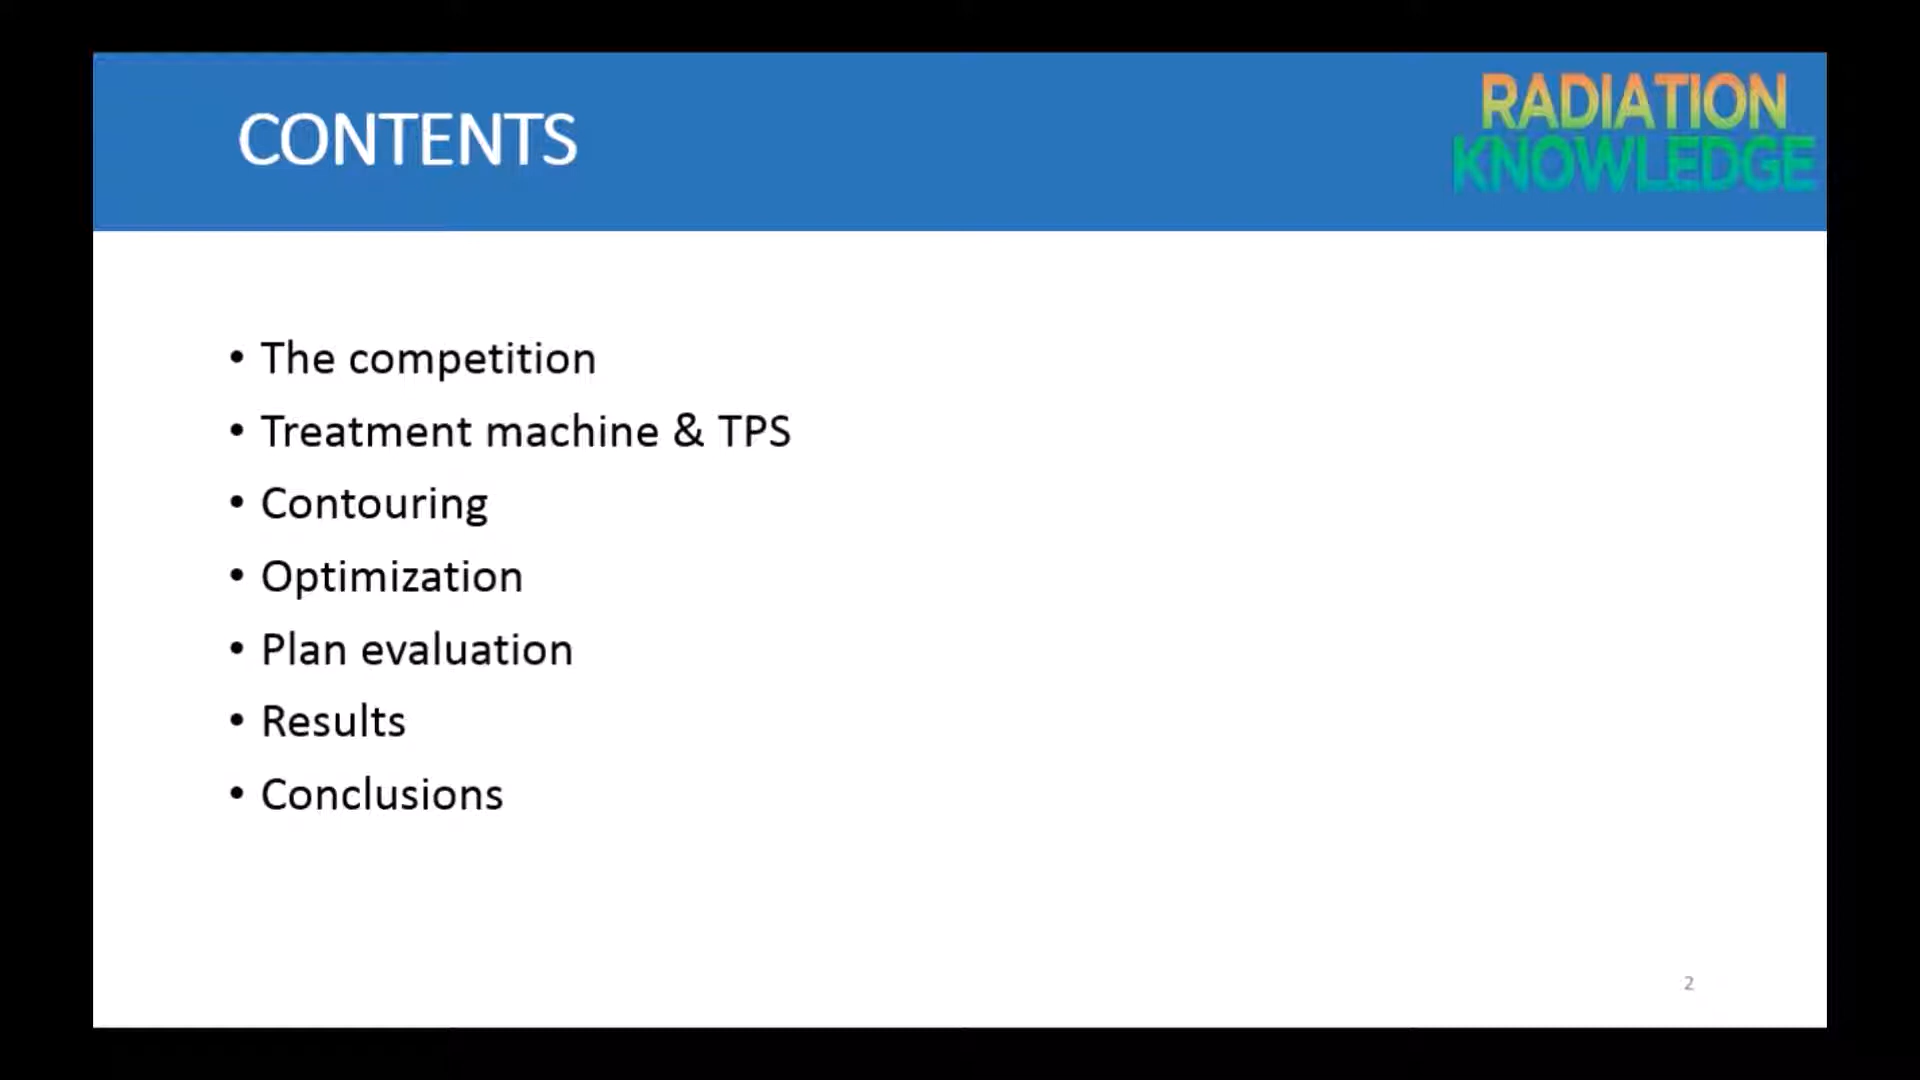 CONTENTS
RADIATION
KNOWLEDGE
• The competition
• Treatment machine & TPS
• Contouring
• Optimization
• Plan evaluation
• Results
• Conclusions
2